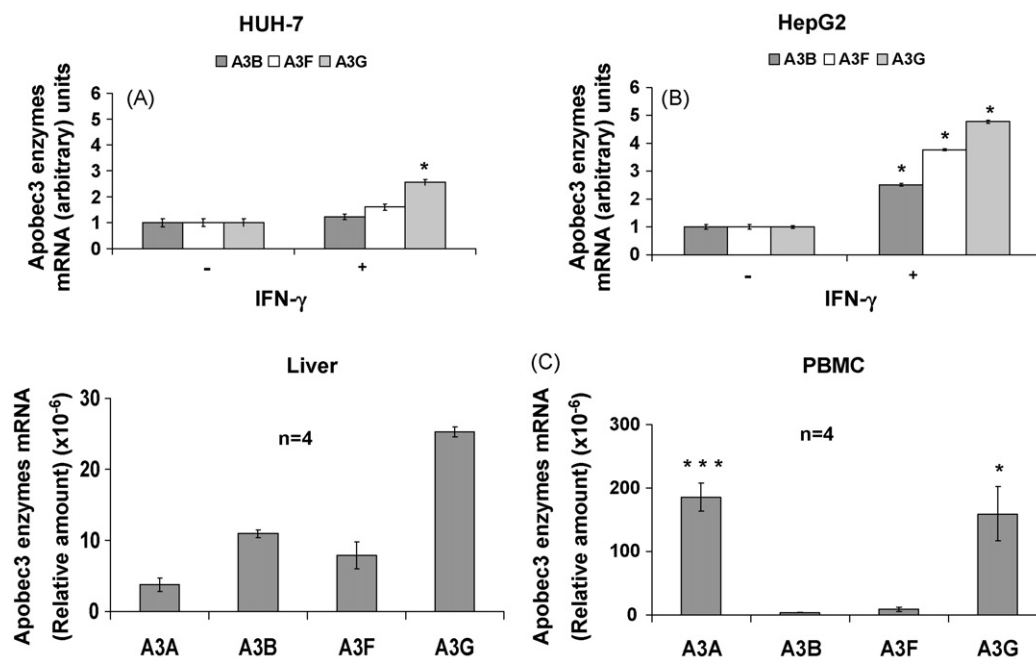 HUH-7
A3B A3F A3G
(A)
Apobec3 enzymes
mRNA (arbitrary) units
6
5
4
3
2
1
0
*
- +
IFN-γ
HepG2
A3B A3F A3G
(B)
Apobec3 enzymes
mRNA (arbitrary) units
6
5
4
3
2
1
0
* * *
- +
IFN-γ
Liver
Apobec3 enzymes mRNA
(Relative amount) (x10⁻⁶)
30
20
10
0
n=4
A3A A3B A3F A3G
(C)
PBMC
Apobec3 enzymes mRNA
(Relative amount) (x10⁻⁶)
300
200
100
0
n=4
* * * *
A3A A3B A3F A3G